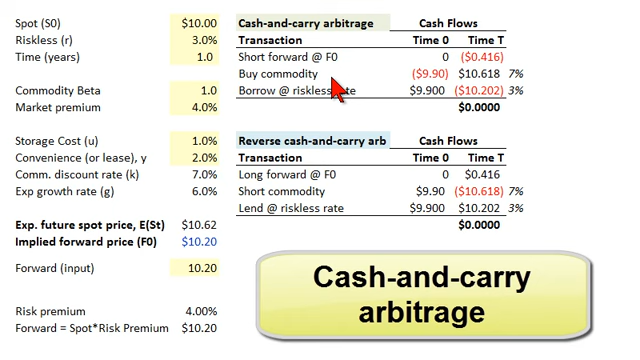 Spot (S0) $10.00
Riskless (r) 3.0%
Time (years) 1.0
Commodity Beta 1.0
Market premium 4.0%
Storage Cost (u) 1.0%
Convenience (or lease), y 2.0%
Comm. discount rate (k) 7.0%
Exp growth rate (g) 6.0%
Exp. future spot price, E(St) $10.62
Implied forward price (F0) $10.20
Forward (input) 10.20
Risk premium 4.00%
Forward = Spot*Risk Premium $10.20
Cash-and-carry arbitrage Cash Flows
Transaction Time 0 Time T
Short forward @ F0 0 ($0.416)
Buy commodity ($9.90) $10.618 7%
Borrow @ riskless te $9.900 ($10.202) 3%
$0.0000
Reverse cash-and-carry arb Cash Flows
Transaction Time 0 Time T
Long forward @ F0 0 $0.416
Short commodity $9.90 ($10.618) 7%
Lend @ riskless rate $9.900 $10.202 3%
$0.0000
Cash-and-carry
arbitrage